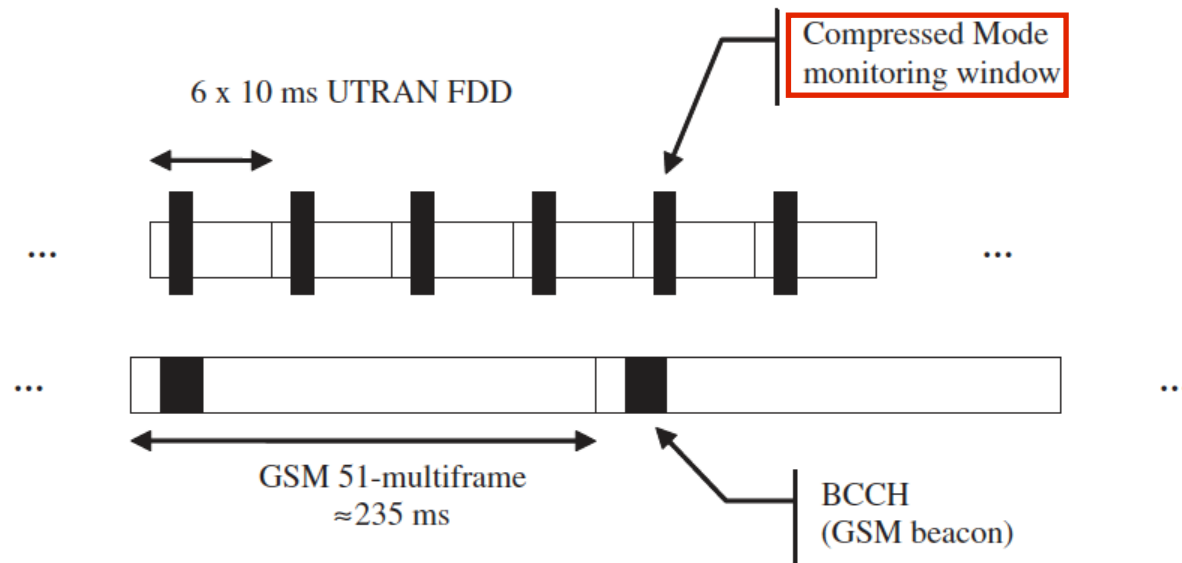 Compressed Mode
monitoring window
6 x 10 ms UTRAN FDD
...
...
...
..
GSM 51-multiframe
≈235 ms
BCCH
(GSM beacon)